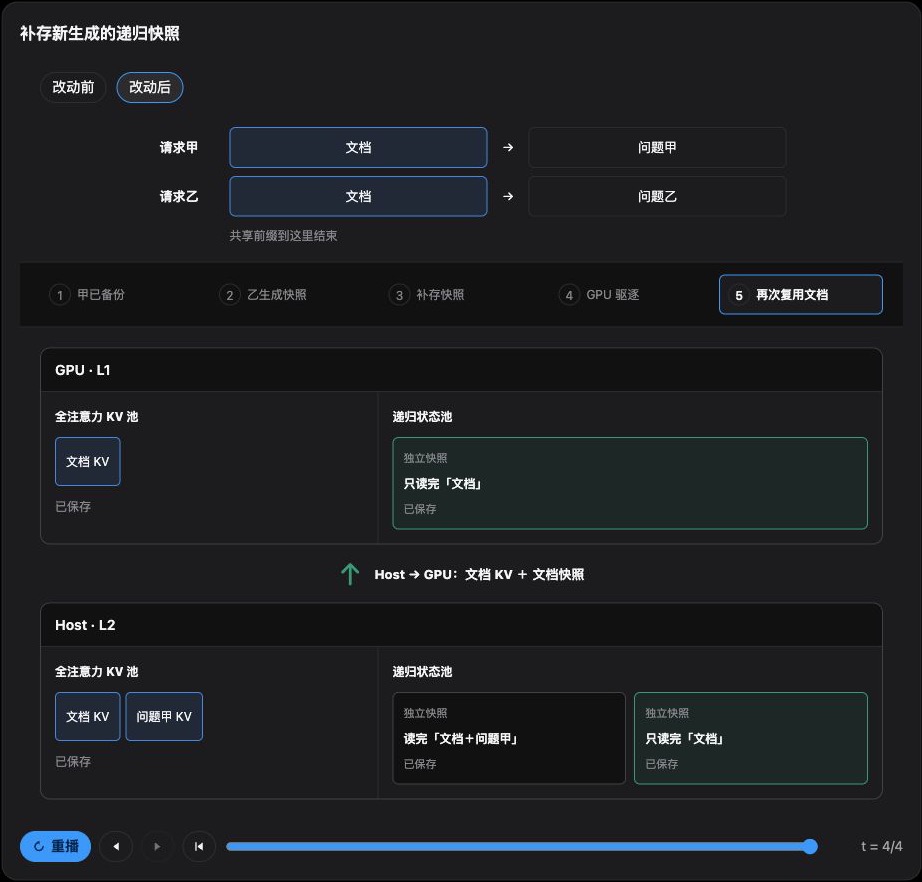 补存新生成的递归快照
改动前 改动后
请求甲 文档 → 问题甲
请求乙 文档 → 问题乙
共享前缀到这里结束
1 甲已备份 2 乙生成快照 3 补存快照 4 GPU 驱逐 5 再次复用文档
GPU · L1
全注意力 KV 池
文档 KV
已保存
递归状态池
独立快照
只读完「文档」
已保存
Host → GPU：文档 KV ＋ 文档快照
Host · L2
全注意力 KV 池
文档 KV 问题甲 KV
已保存
递归状态池
独立快照
读完「文档＋问题甲」
已保存
独立快照
只读完「文档」
已保存
重播 t = 4/4